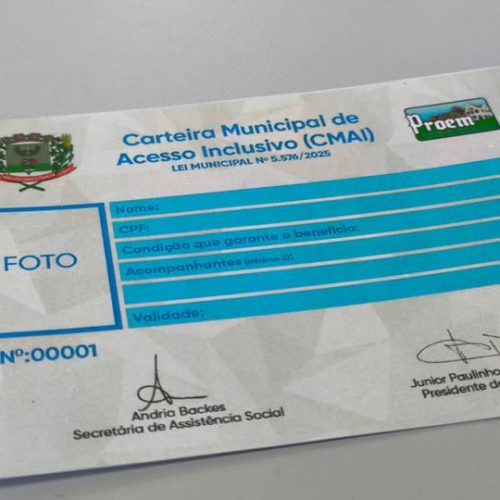 Carteira Municipal de
Acesso Inclusivo (CMAI)
LEI MUNICIPAL Nº 5.576/2025
Proem
FOTO
Nome:
CPF:
Condição que garante o benefício:
Acompanhantes
Validade:
Nº:00001
Andria Backes
Secretária de Assistência Social
Junior Paulinho
Presidente de